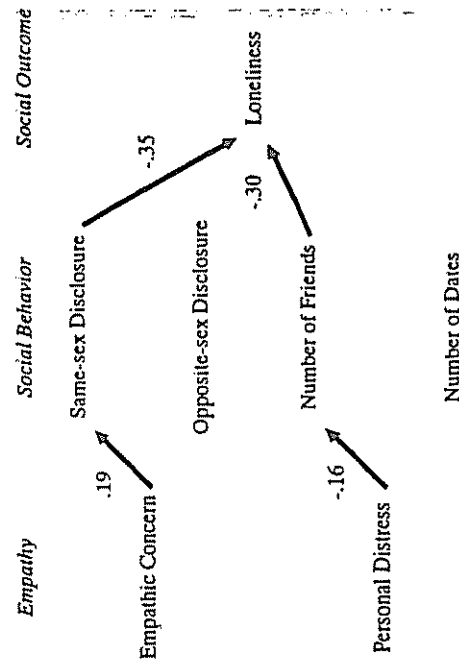 Empathy Social Behavior Social Outcome
Same-sex Disclosure
.19
-.35
Empathic Concern
Opposite-sex Disclosure
Loneliness
-.30
Number of Friends
-.16
Personal Distress
Number of Dates